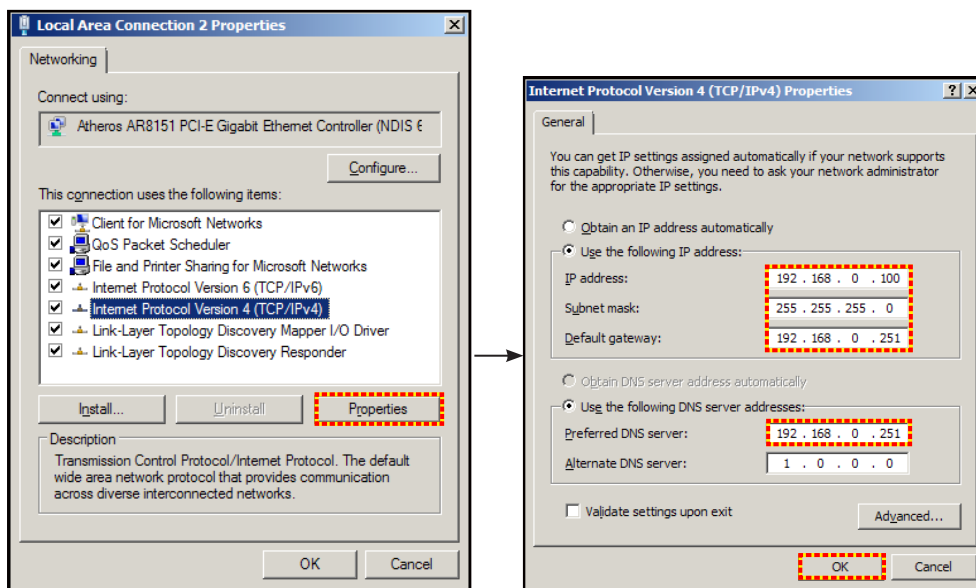 Local Area Connection 2 Properties
Networking
Connect using:
Atheros AR8151 PCI-E Gigabit Ethernet Controller (NDIS 6
Configure...
This connection uses the following items:
Client for Microsoft Networks
QoS Packet Scheduler
File and Printer Sharing for Microsoft Networks
Internet Protocol Version 6 (TCP/IPv6)
Internet Protocol Version 4 (TCP/IPv4)
Link-Layer Topology Discovery Mapper I/O Driver
Link-Layer Topology Discovery Responder
Install...
Uninstall
Properties
Description
Transmission Control Protocol/Internet Protocol. The default
wide area network protocol that provides communication
across diverse interconnected networks.
OK
Cancel
Internet Protocol Version 4 (TCP/IPv4) Properties
General
You can get IP settings assigned automatically if your network supports
this capability. Otherwise, you need to ask your network administrator
for the appropriate IP settings.
Obtain an IP address automatically
Use the following IP address:
IP address: 192 . 168 . 0 . 100
Subnet mask: 255 . 255 . 255 . 0
Default gateway: 192 . 168 . 0 . 251
Obtain DNS server address automatically
Use the following DNS server addresses:
Preferred DNS server: 192 . 168 . 0 . 251
Alternate DNS server: 1 . 0 . 0 . 0
Validate settings upon exit
Advanced...
OK
Cancel